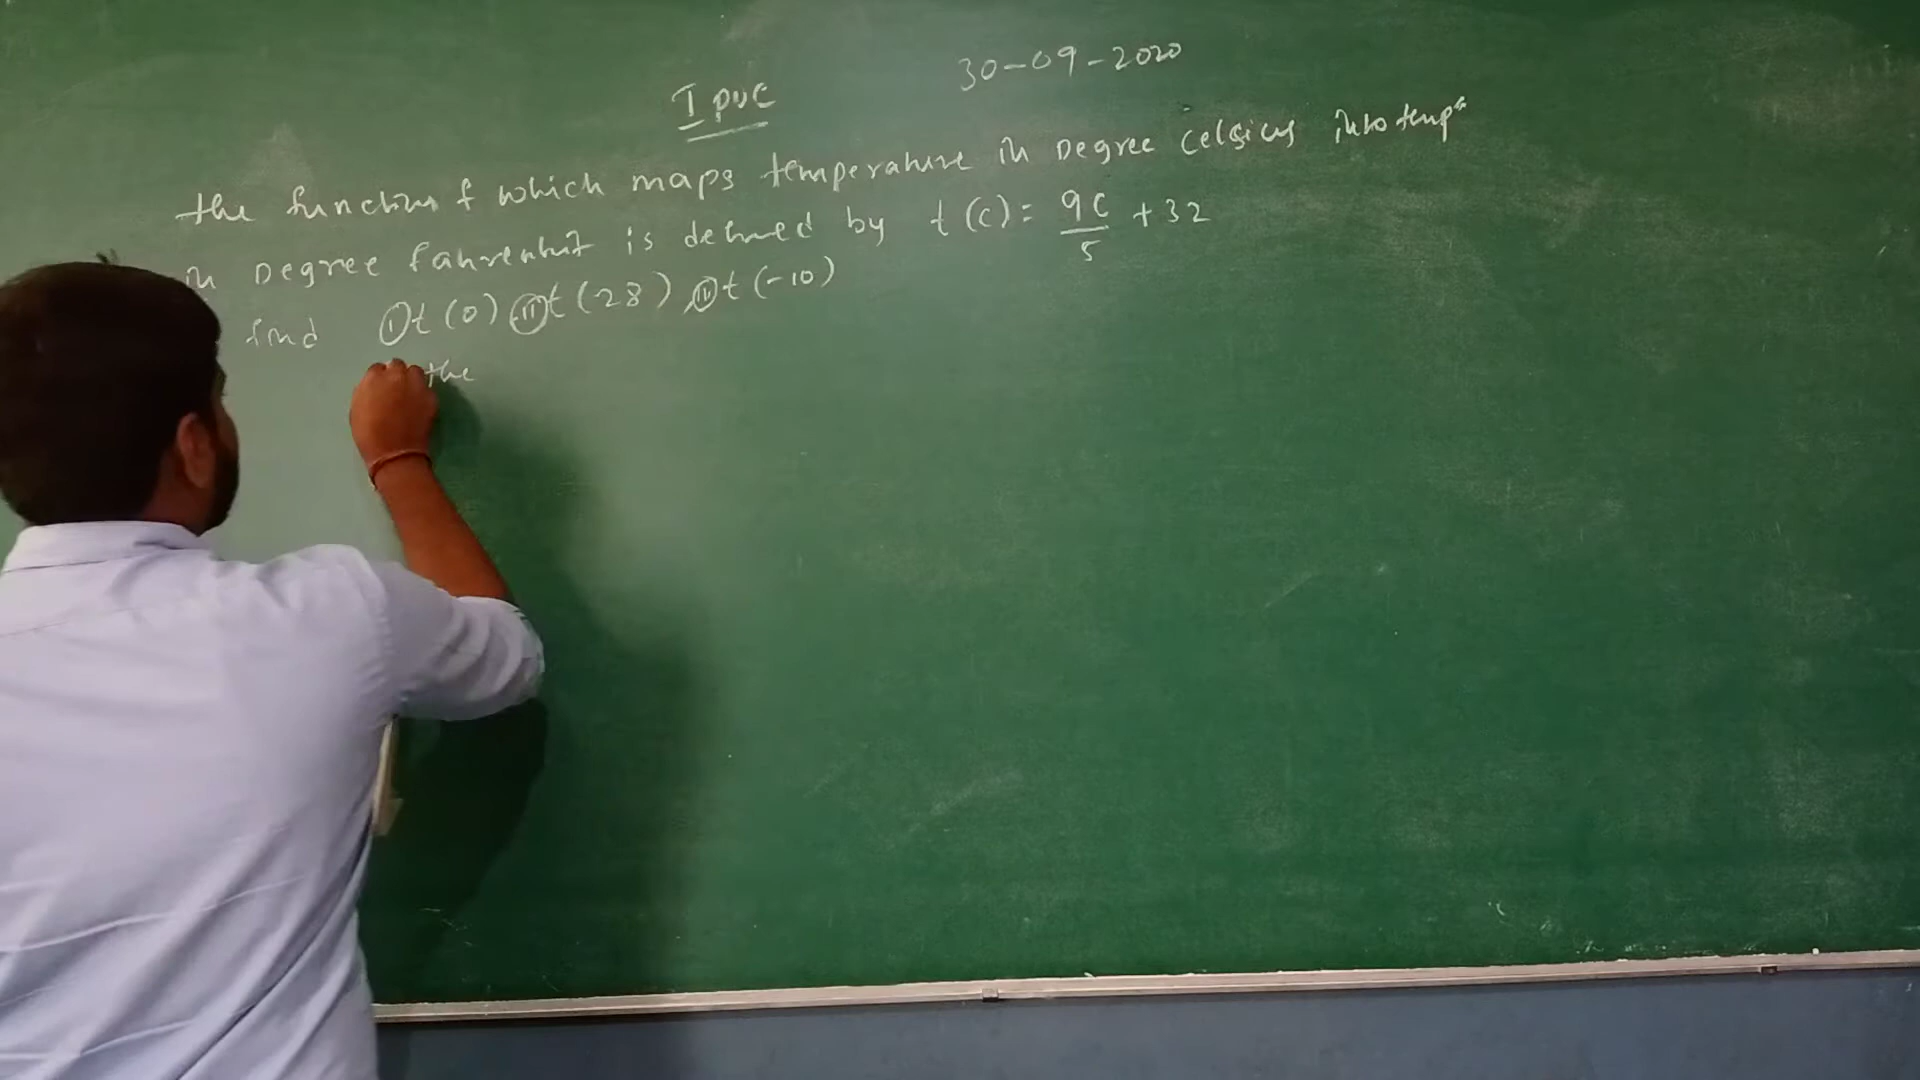 I PUC
30-09-2020
the function f which maps temperature in Degree Celsius into temp
in Degree fahrenhit is defined by t(c) = 9C/5 + 32
find (i) t(0) (ii) t(28) (iii) t(-10)
the